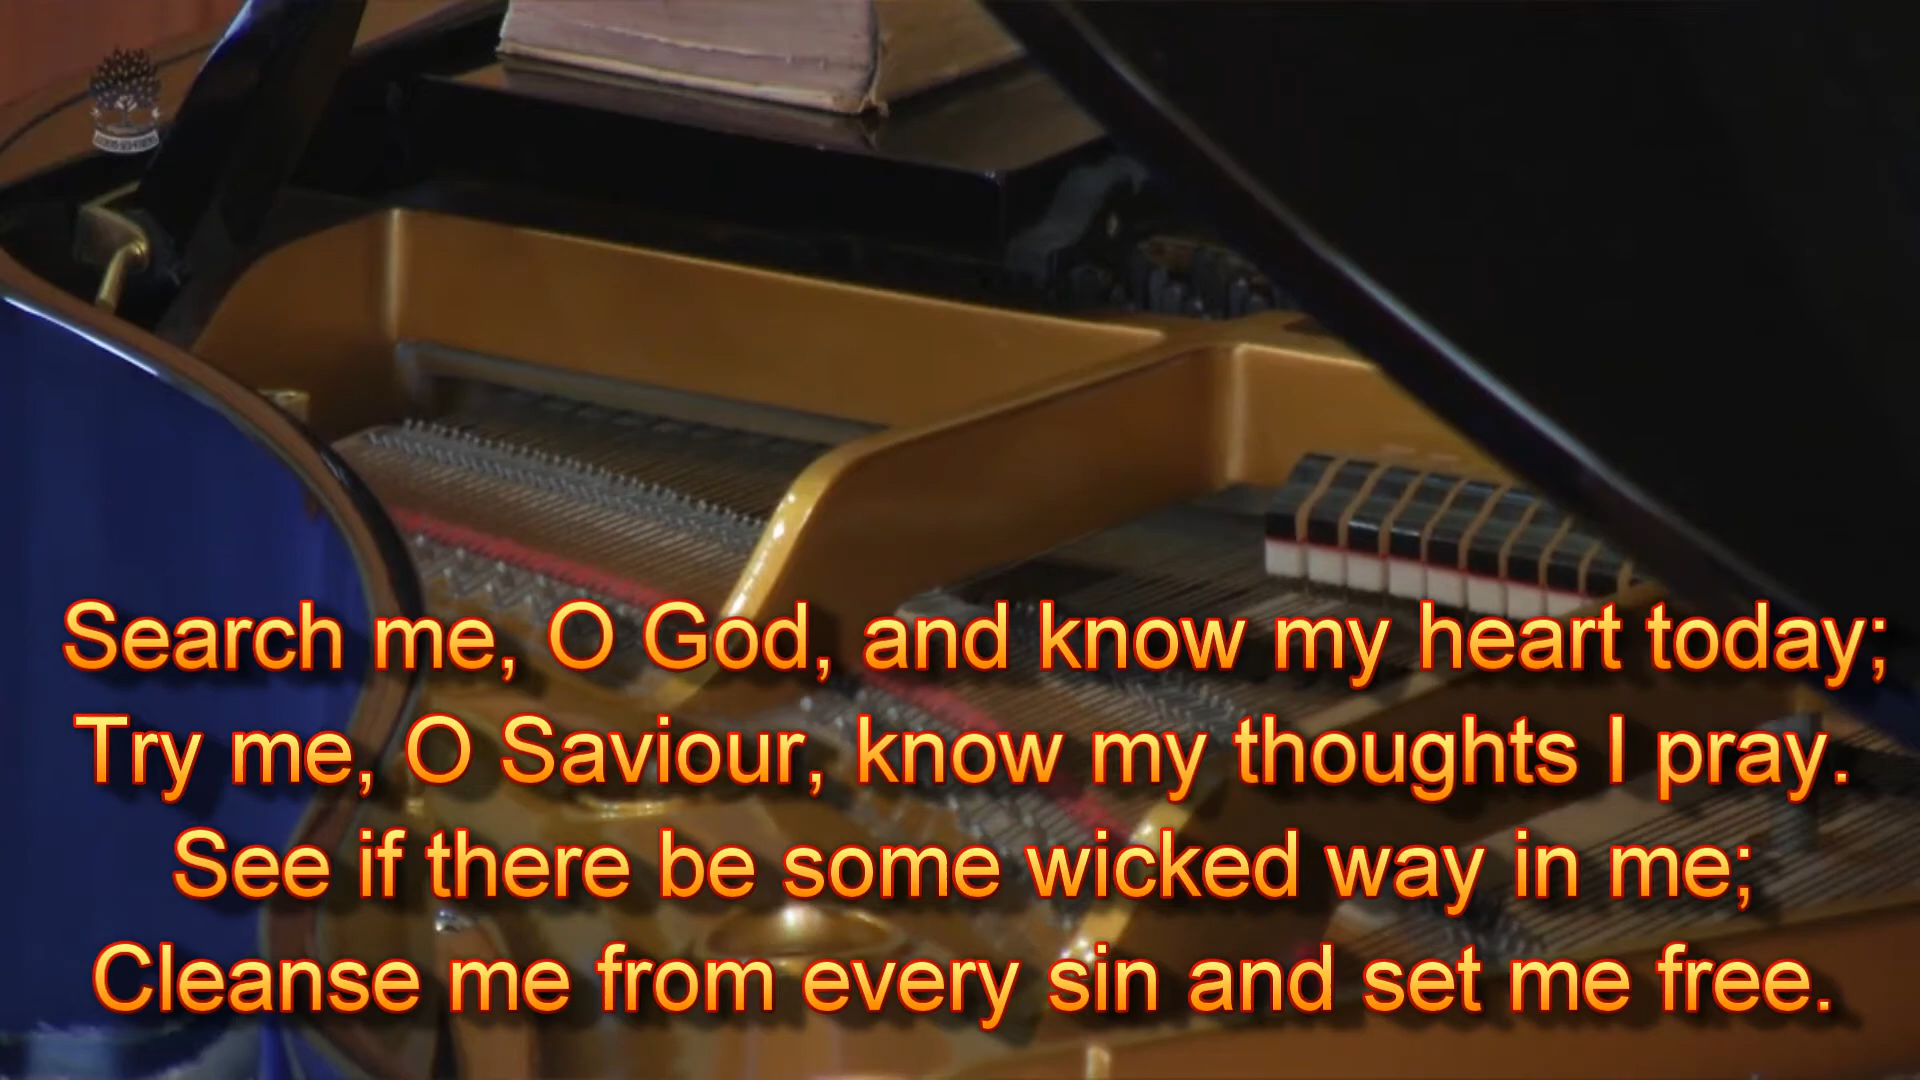 Search me, O God, and know my heart today;
Try me, O Saviour, know my thoughts I pray.
See if there be some wicked way in me;
Cleanse me from every sin and set me free.